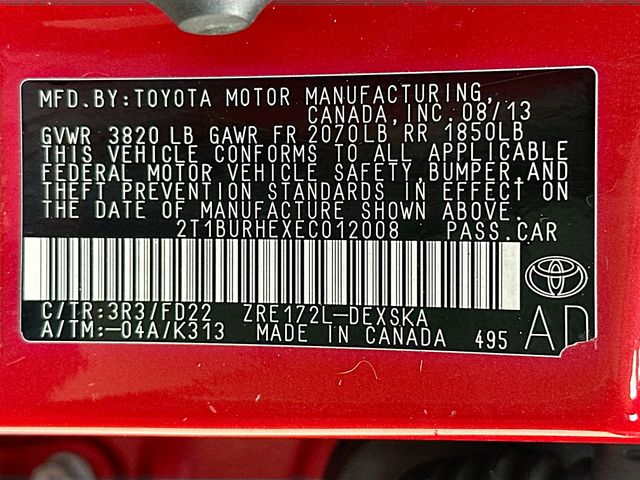 MFD.BY:TOYOTA MOTOR MANUFACTURING,
CANADA,INC.08/13
GVWR 3820LB GAWR FR 2070LB,RR 1850LB
THIS VEHICLE CONFORMS TO ALL APPLICABLE
FEDERAL MOTOR VEHICLE SAFETY,BUMPER,AND
THEFT PREVENTION STANDARDS IN EFFECT ON
THE DATE OF MANUFACTURE SHOWN ABOVE.
2T1BURHEXEC012008 PASS.CAR
C/TR:3R3/FD22 ZRE172L-DEXSKA
A/TM:-04A/K313 MADE IN CANADA 495 AD